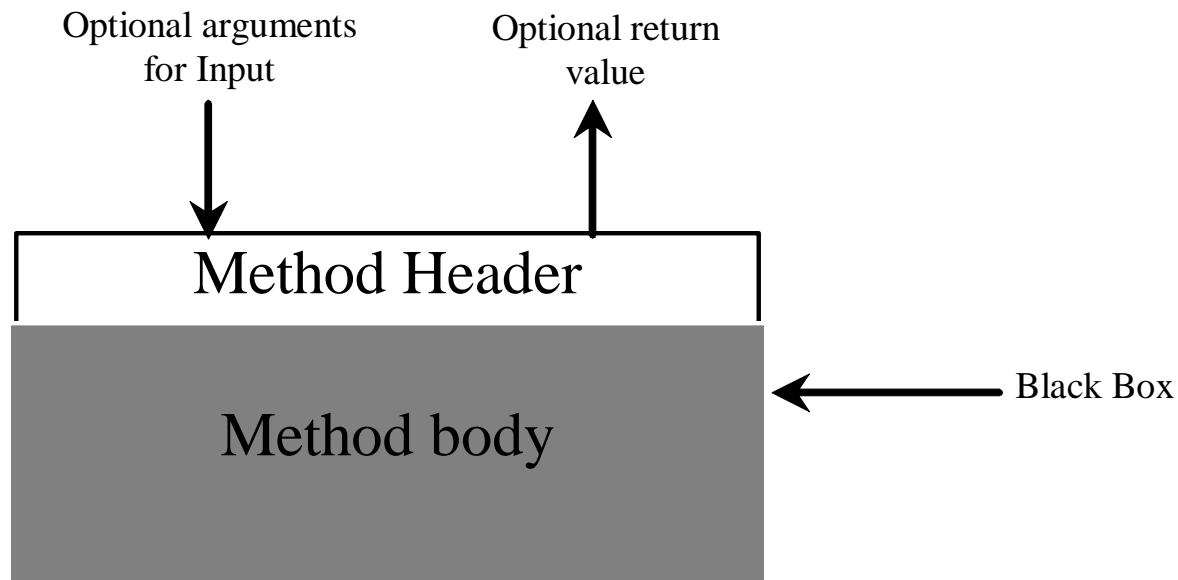 Optional arguments
for Input
Optional return
value
Method Header
Method body
Black Box